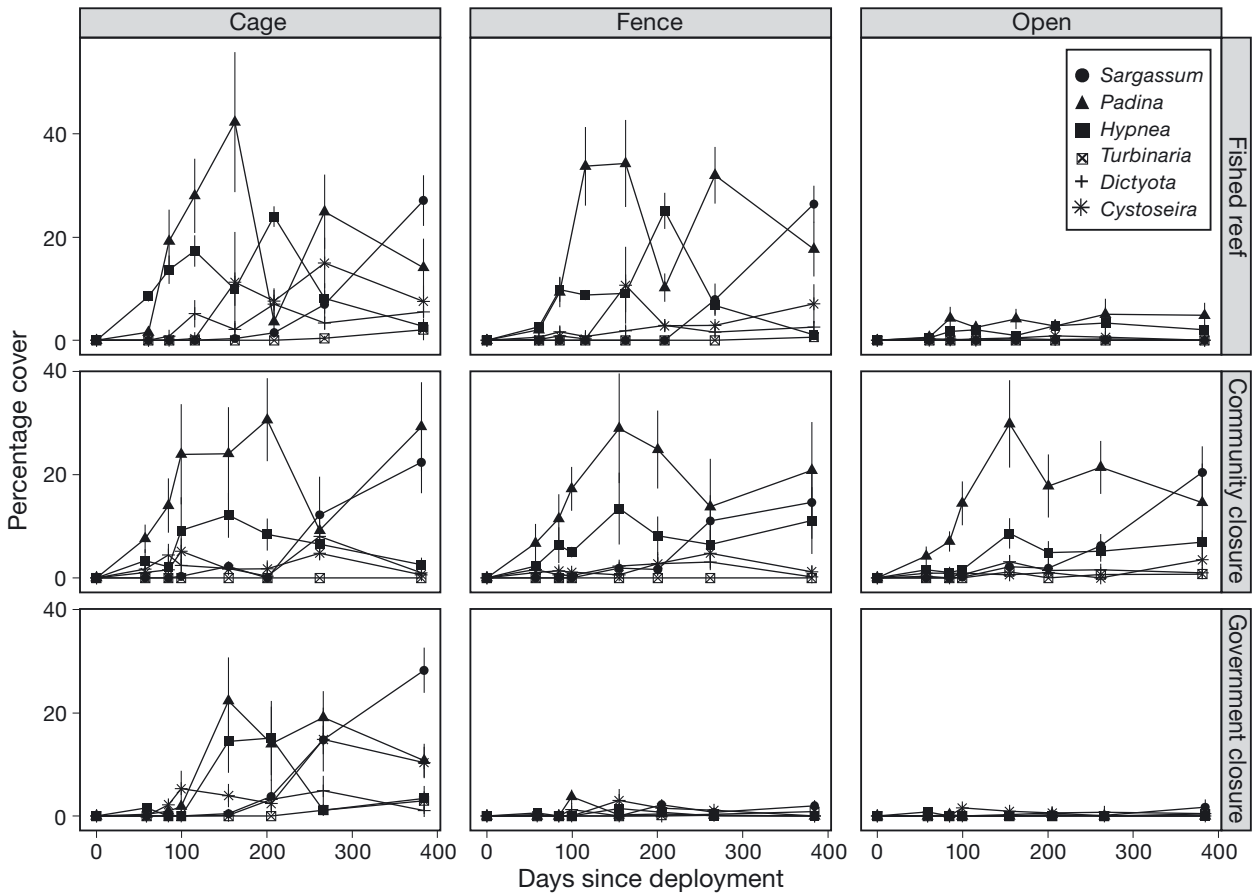 Cage
Fence
Open
Sargassum
Padina
Hypnea
Turbinaria
Dictyota
Cystoseira
Fished reef
40
20
0
Percentage cover
Community closure
40
20
0
Government closure
40
20
0
0 100 200 300 400
0 100 200 300 400
0 100 200 300 400
Days since deployment